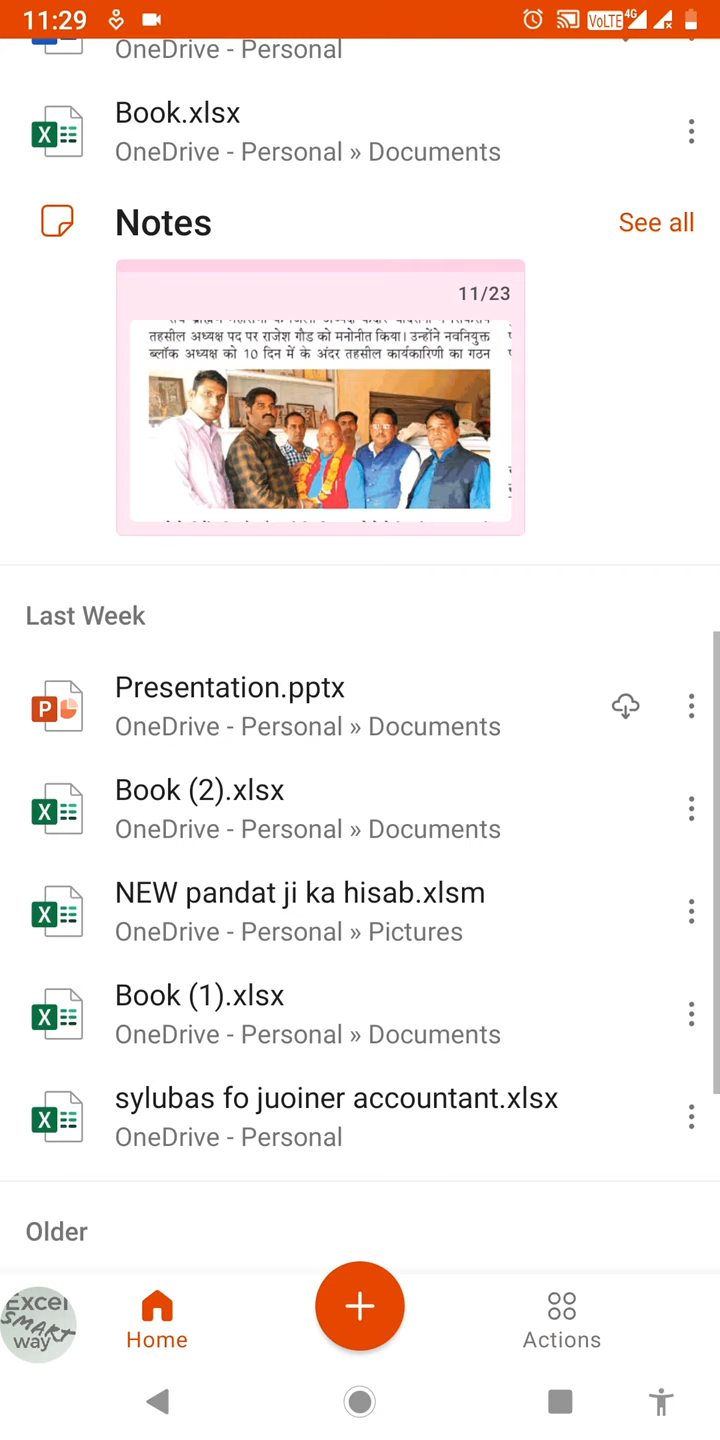 11:29
VoLTE 4G
OneDrive - Personal
Book.xlsx
OneDrive - Personal » Documents
Notes
See all
11/23
तहसील अध्यक्ष पद पर राजेश गौड को मनोनीत किया। उन्होंने नवनियुक्त
ब्लॉक अध्यक्ष को 10 दिन में के अंदर तहसील कार्यकारिणी का गठन
Last Week
Presentation.pptx
OneDrive - Personal » Documents
Book (2).xlsx
OneDrive - Personal » Documents
NEW pandat ji ka hisab.xlsm
OneDrive - Personal » Pictures
Book (1).xlsx
OneDrive - Personal » Documents
sylubas fo juoiner accountant.xlsx
OneDrive - Personal
Older
Excel
SMART
way
Home
Actions